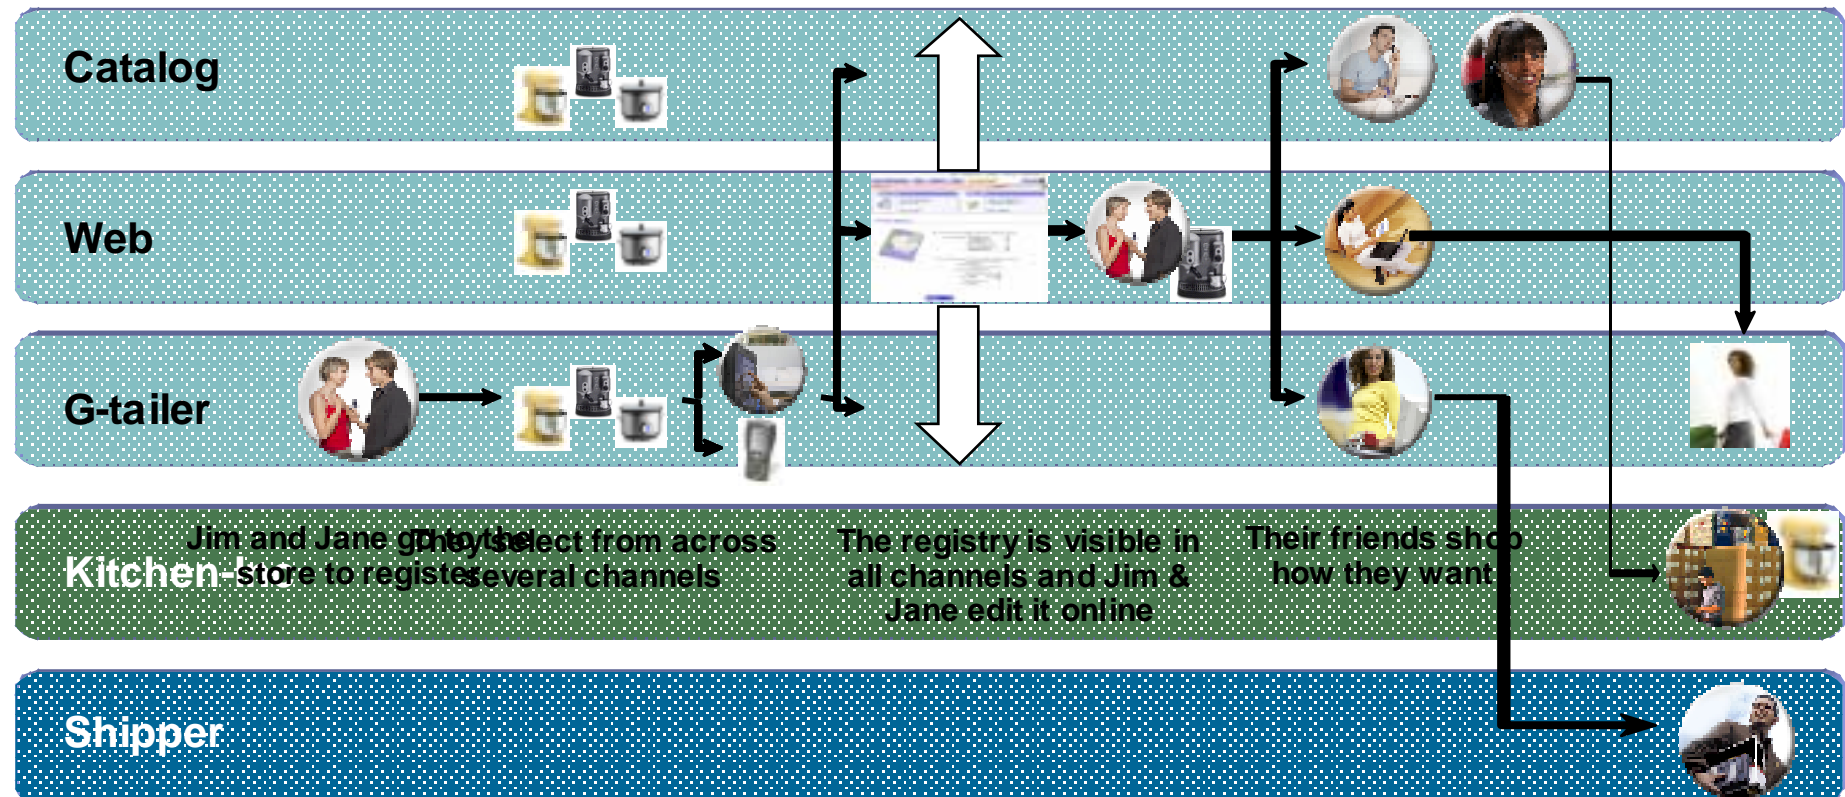 Catalog
Web
G-tailer
Jim and Jane go to the
store to register
They select from across
several channels
The registry is visible in
all channels and Jim &
Jane edit it online
Their friends shop
how they want
Shipper